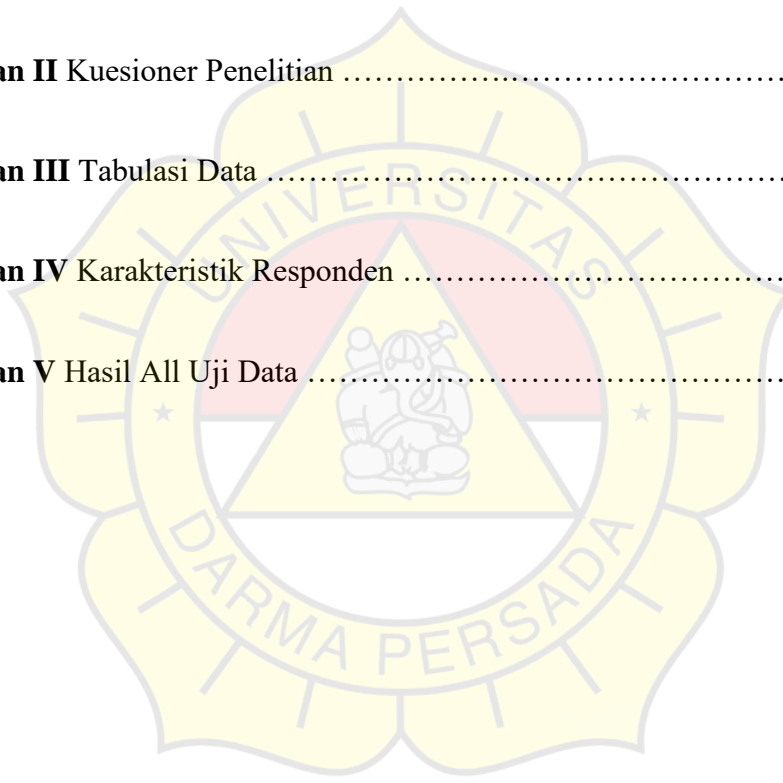 an II Kuesioner Penelitian ……………..………………………
an III Tabulasi Data ……………………………………………
an IV Karakteristik Responden ………………………………
an V Hasil All Uji Data ………………………………………
UNIVERSITAS
DARMA PERSADA